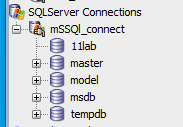 SQLServer Connections
mSSQl_connect
11lab
master
model
msdb
tempdb